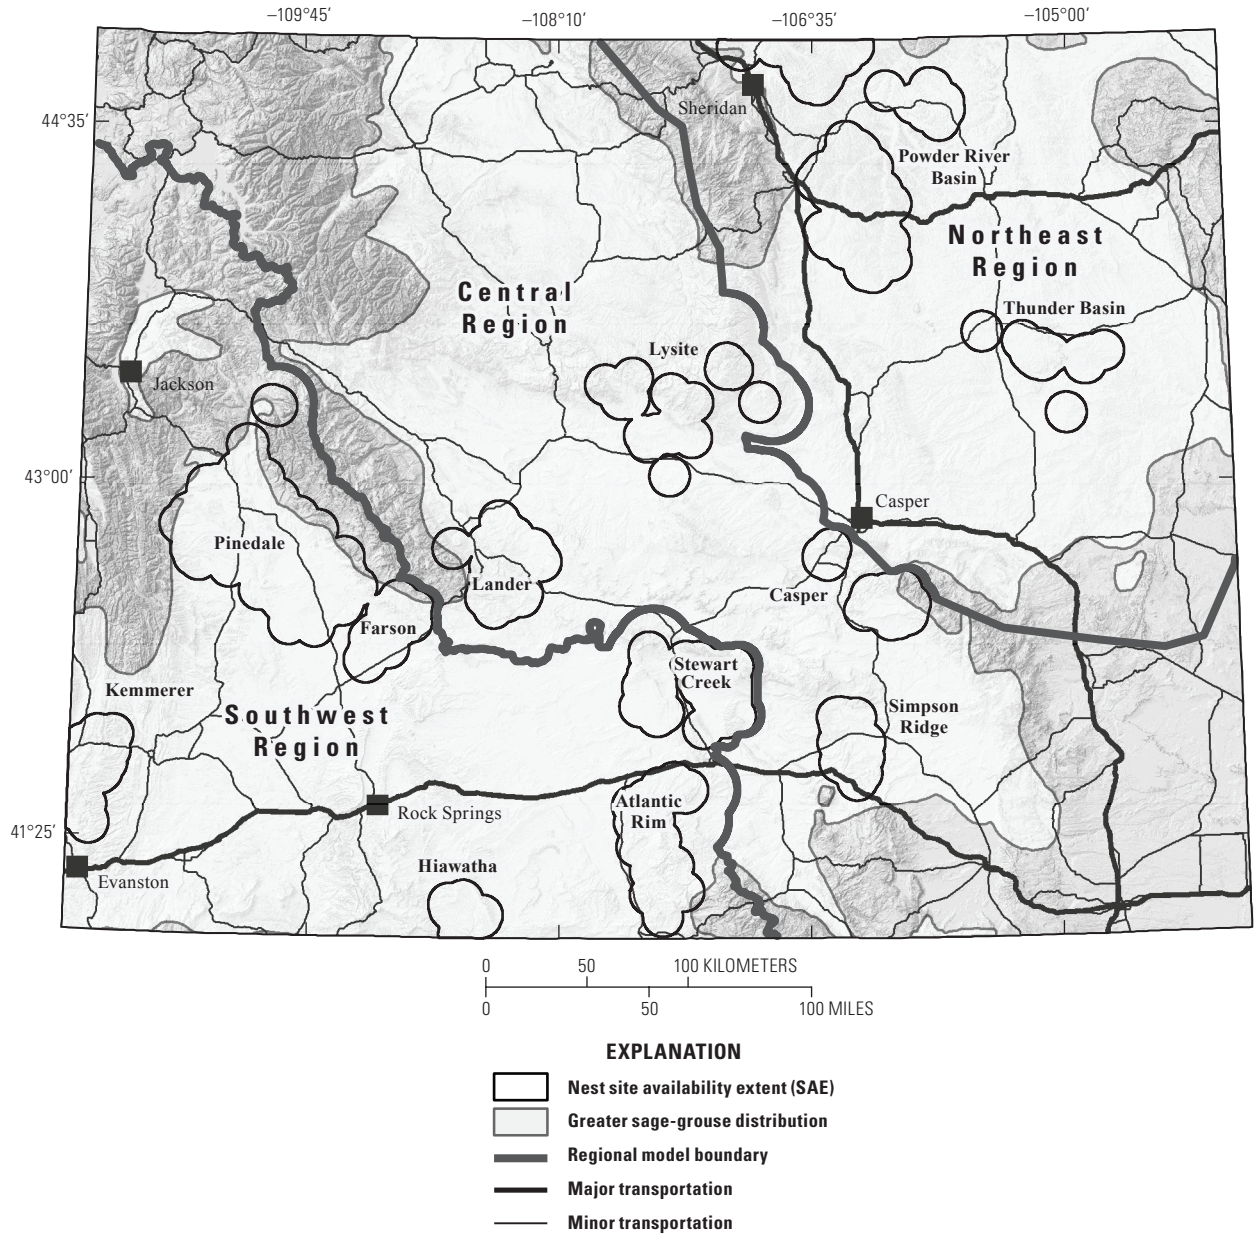 −109°45′
−108°10′
−106°35′
−105°00′
44°35′
Sheridan
Powder River
Basin
Northeast
Region
Central
Region
Thunder Basin
Lysite
Jackson
43°00′
Casper
Pinedale
Lander
Casper
Farson
Stewart
Creek
Kemmerer
Simpson
Ridge
Southwest
Region
Atlantic
Rim
Rock Springs
41°25′
Hiawatha
Evanston
0 50 100 KILOMETERS
0 50 100 MILES
EXPLANATION
Nest site availability extent (SAE)
Greater sage-grouse distribution
Regional model boundary
Major transportation
Minor transportation